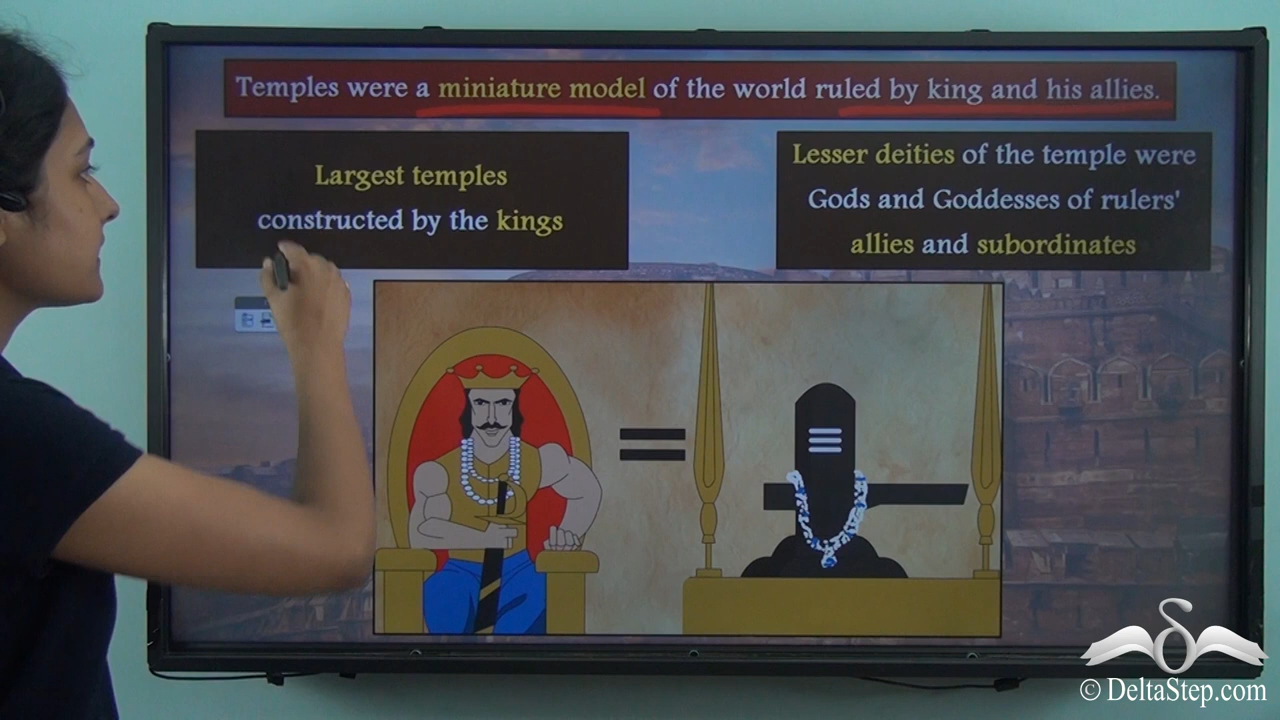 Temples were a miniature model of the world ruled by king and his allies.
Largest temples
constructed by the kings
Lesser deities of the temple were
Gods and Goddesses of rulers'
allies and subordinates
© DeltaStep.com